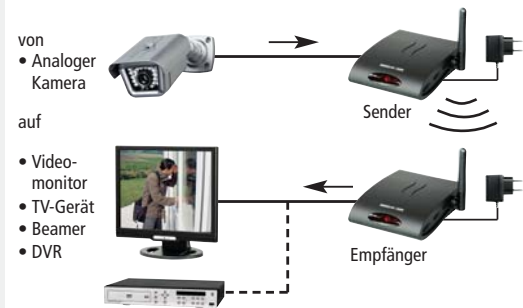 von
• Analoger
Kamera
Sender
auf
• Video-
monitor
• TV-Gerät
• Beamer
• DVR
Empfänger